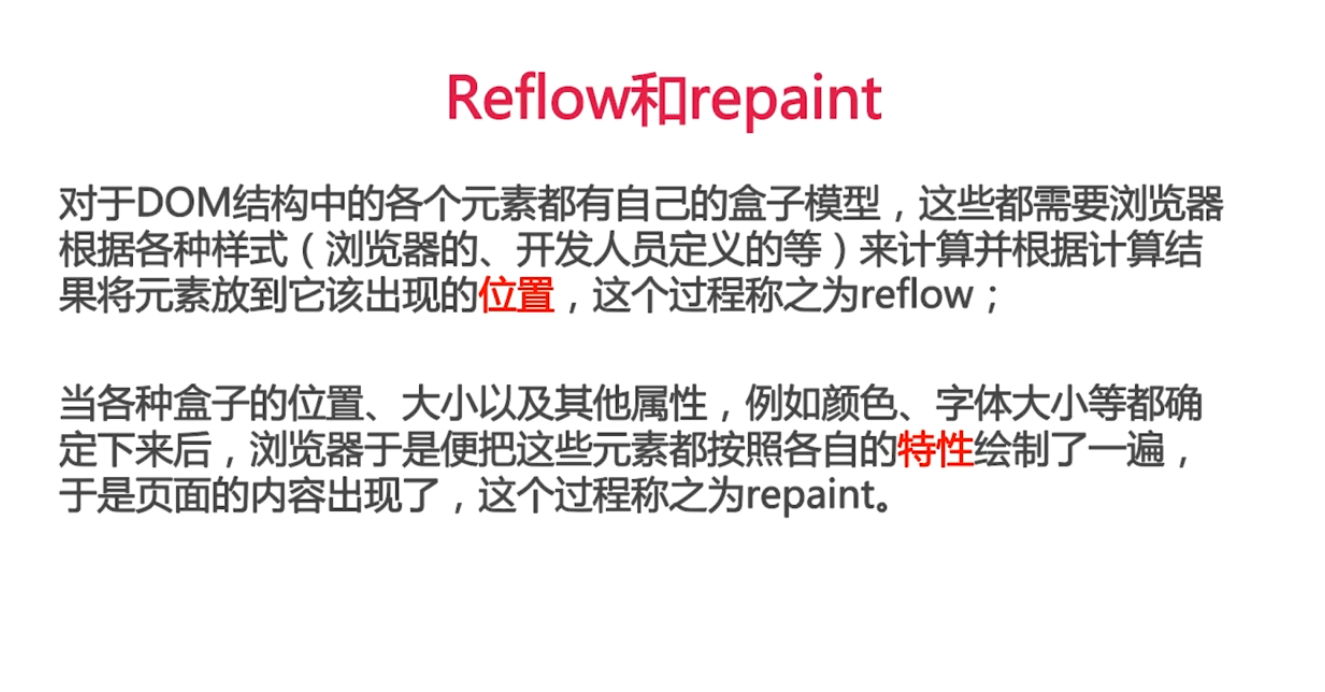 Reflow和repaint
对于DOM结构中的各个元素都有自己的盒子模型，这些都需要浏览器
根据各种样式（浏览器的、开发人员定义的等）来计算并根据计算结
果将元素放到它该出现的位置，这个过程称之为reflow；
当各种盒子的位置、大小以及其他属性，例如颜色、字体大小等都确
定下来后，浏览器于是便把这些元素都按照各自的特性绘制了一遍，
于是页面的内容出现了，这个过程称之为repaint。